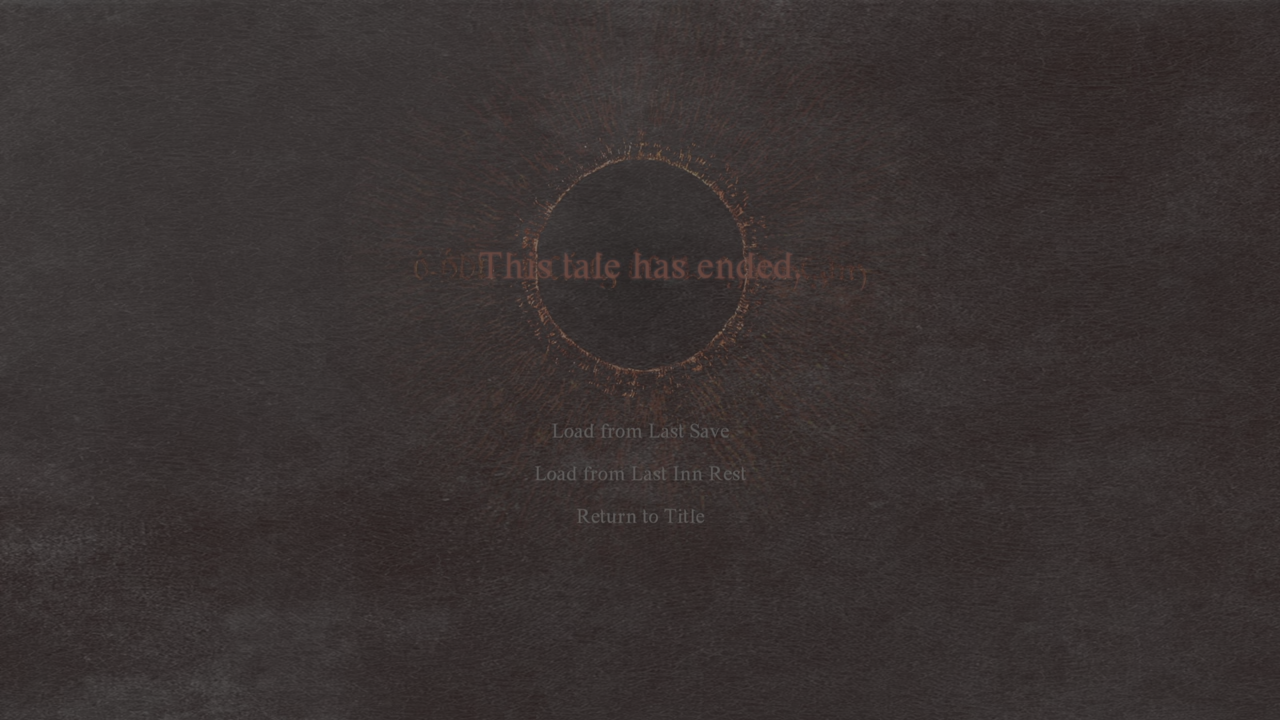 This tale has ended.
Load from Last Save
Load from Last Inn Rest
Return to Title